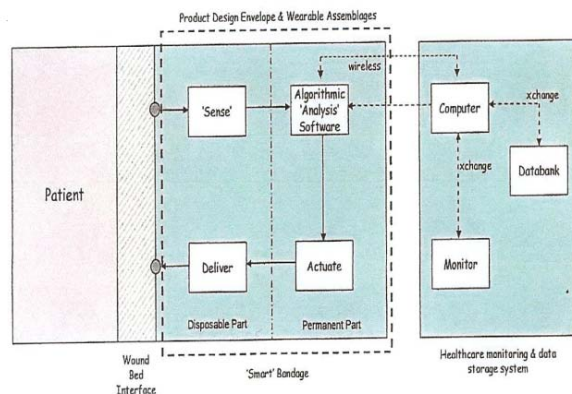 Product Design Envelope & Wearable Assemblages
wireless
'Sense'
Algorithmic
'Analysis'
Software
Computer
xchange
Databank
xchange
Patient
Deliver
Actuate
Monitor
Disposable Part
Permanent Part
Wound
Bed
Interface
'Smart' Bandage
Healthcare monitoring & data
storage system